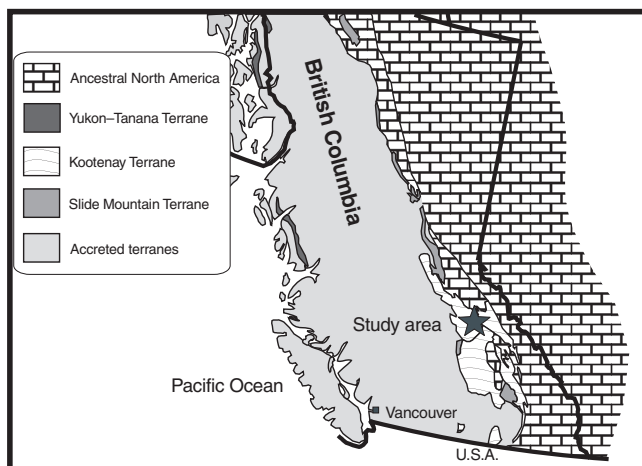 Ancestral North America
Yukon–Tanana Terrane
Kootenay Terrane
Slide Mountain Terrane
Accreted terranes
British Columbia
Study area
Pacific Ocean
Vancouver
U.S.A.